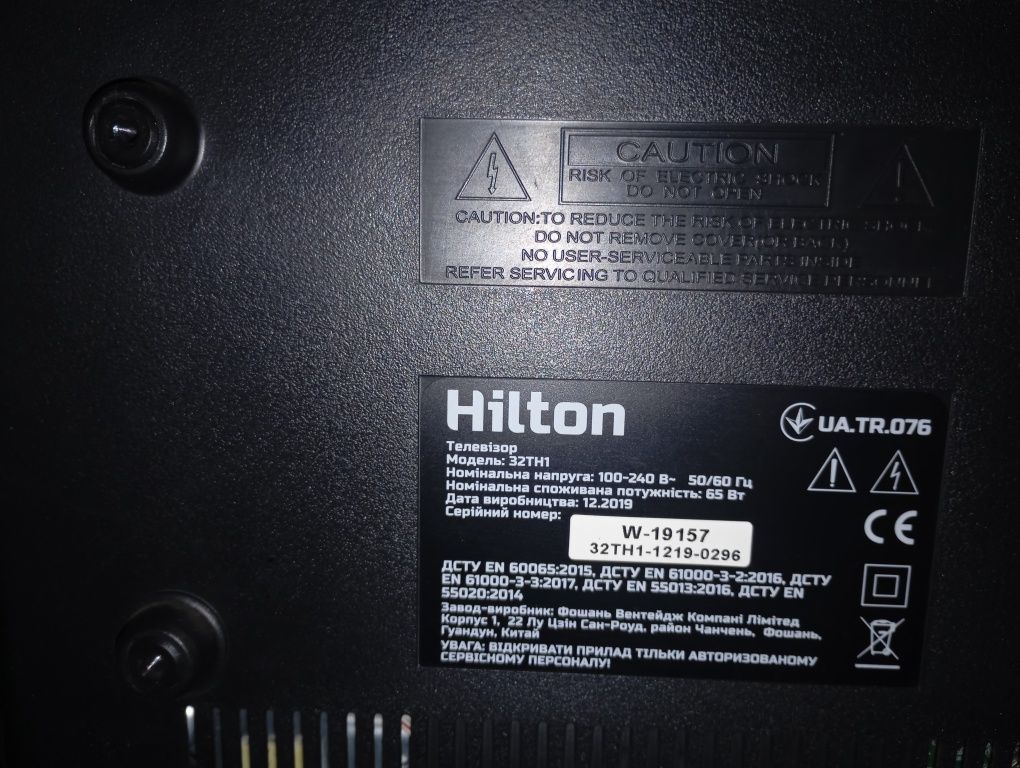 CAUTION
RISK OF ELECTRIC SHOCK
DO NOT OPEN
CAUTION:TO REDUCE THE RISK OF ELECTRIC SHOCK
DO NOT REMOVE COVER(OR BACK)
NO USER-SERVICEABLE PARTS INSIDE
REFER SERVICING TO QUALIFIED SERVICE PERSONNEL
Hilton
UA.TR.076
Телевізор
Модель: 32TH1
Номінальна напруга: 100-240 В~ 50/60 Гц
Номінальна споживана потужність: 65 Вт
Дата виробництва: 12.2019
Серійний номер:
W-19157
32TH1-1219-0296
CE
ДСТУ EN 60065:2015, ДСТУ EN 61000-3-2:2016, ДСТУ
EN 61000-3-3:2017, ДСТУ EN 55013:2016, ДСТУ EN
55020:2014
Завод-виробник: Фошань Вентейдж Компані Лімітед
Корпус 1, 22 Лу Цзін Сан-Роуд, район Чанчень, Фошань,
Гуандун, Китай
УВАГА: ВІДКРИВАТИ ПРИЛАД ТІЛЬКИ АВТОРИЗОВАНОМУ
СЕРВІСНОМУ ПЕРСОНАЛУ!